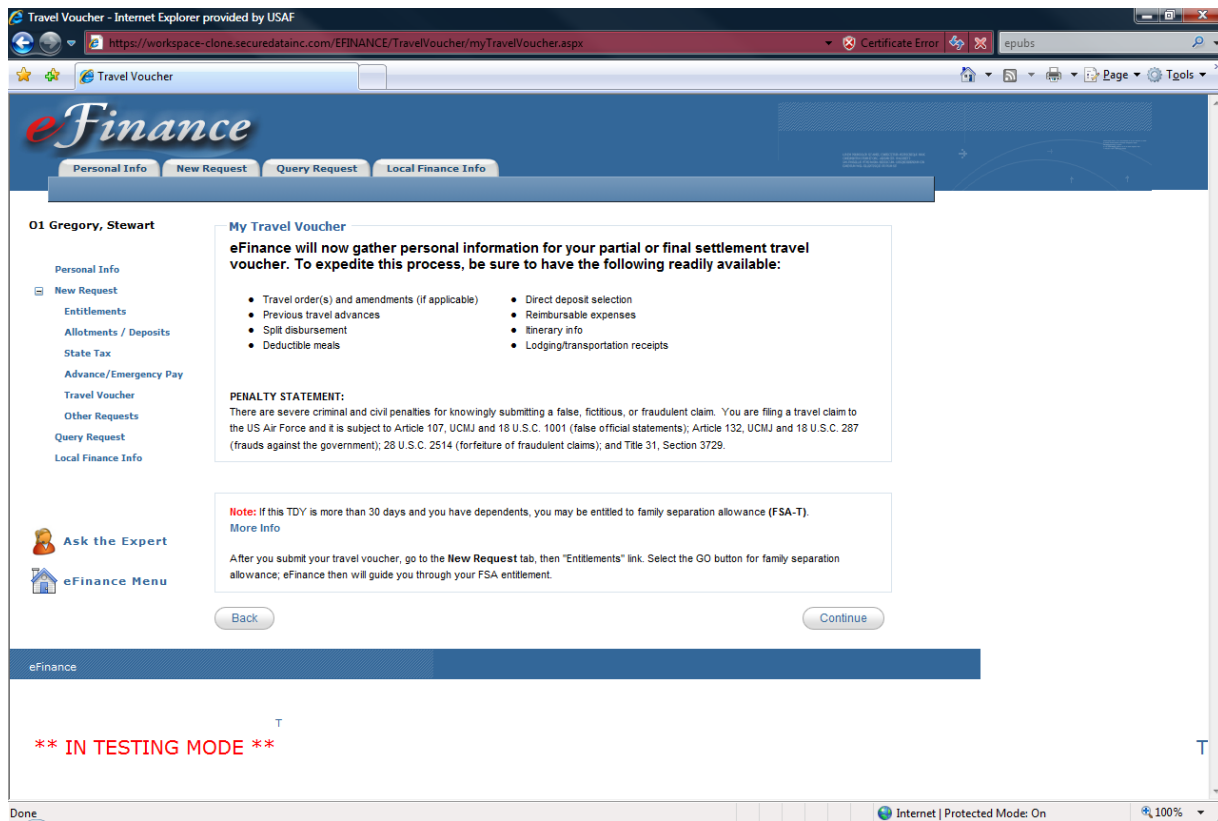 Travel Voucher - Internet Explorer provided by USAF
https://workspace-clone.securedatainc.com/EFINANCE/TravelVoucher/myTravelVoucher.aspx
Certificate Error
epubs
Travel Voucher
Page
Tools
eFinance
Personal Info
New Request
Query Request
Local Finance Info
01 Gregory, Stewart
Personal Info
New Request
Entitlements
Allotments / Deposits
State Tax
Advance/Emergency Pay
Travel Voucher
Other Requests
Query Request
Local Finance Info
Ask the Expert
eFinance Menu
My Travel Voucher
eFinance will now gather personal information for your partial or final settlement travel
voucher. To expedite this process, be sure to have the following readily available:
• Travel order(s) and amendments (if applicable)
• Previous travel advances
• Split disbursement
• Deductible meals
• Direct deposit selection
• Reimbursable expenses
• Itinerary info
• Lodging/transportation receipts
PENALTY STATEMENT:
There are severe criminal and civil penalties for knowingly submitting a false, fictitious, or fraudulent claim. You are filing a travel claim to
the US Air Force and it is subject to Article 107, UCMJ and 18 U.S.C. 1001 (false official statements); Article 132, UCMJ and 18 U.S.C. 287
(frauds against the government); 28 U.S.C. 2514 (forfeiture of fraudulent claims); and Title 31, Section 3729.
Note: If this TDY is more than 30 days and you have dependents, you may be entitled to family separation allowance (FSA-T).
More Info
After you submit your travel voucher, go to the New Request tab, then "Entitlements" link. Select the GO button for family separation
allowance; eFinance then will guide you through your FSA entitlement.
Back
Continue
eFinance
T
** IN TESTING MODE **
T
Done
Internet | Protected Mode: On
100%